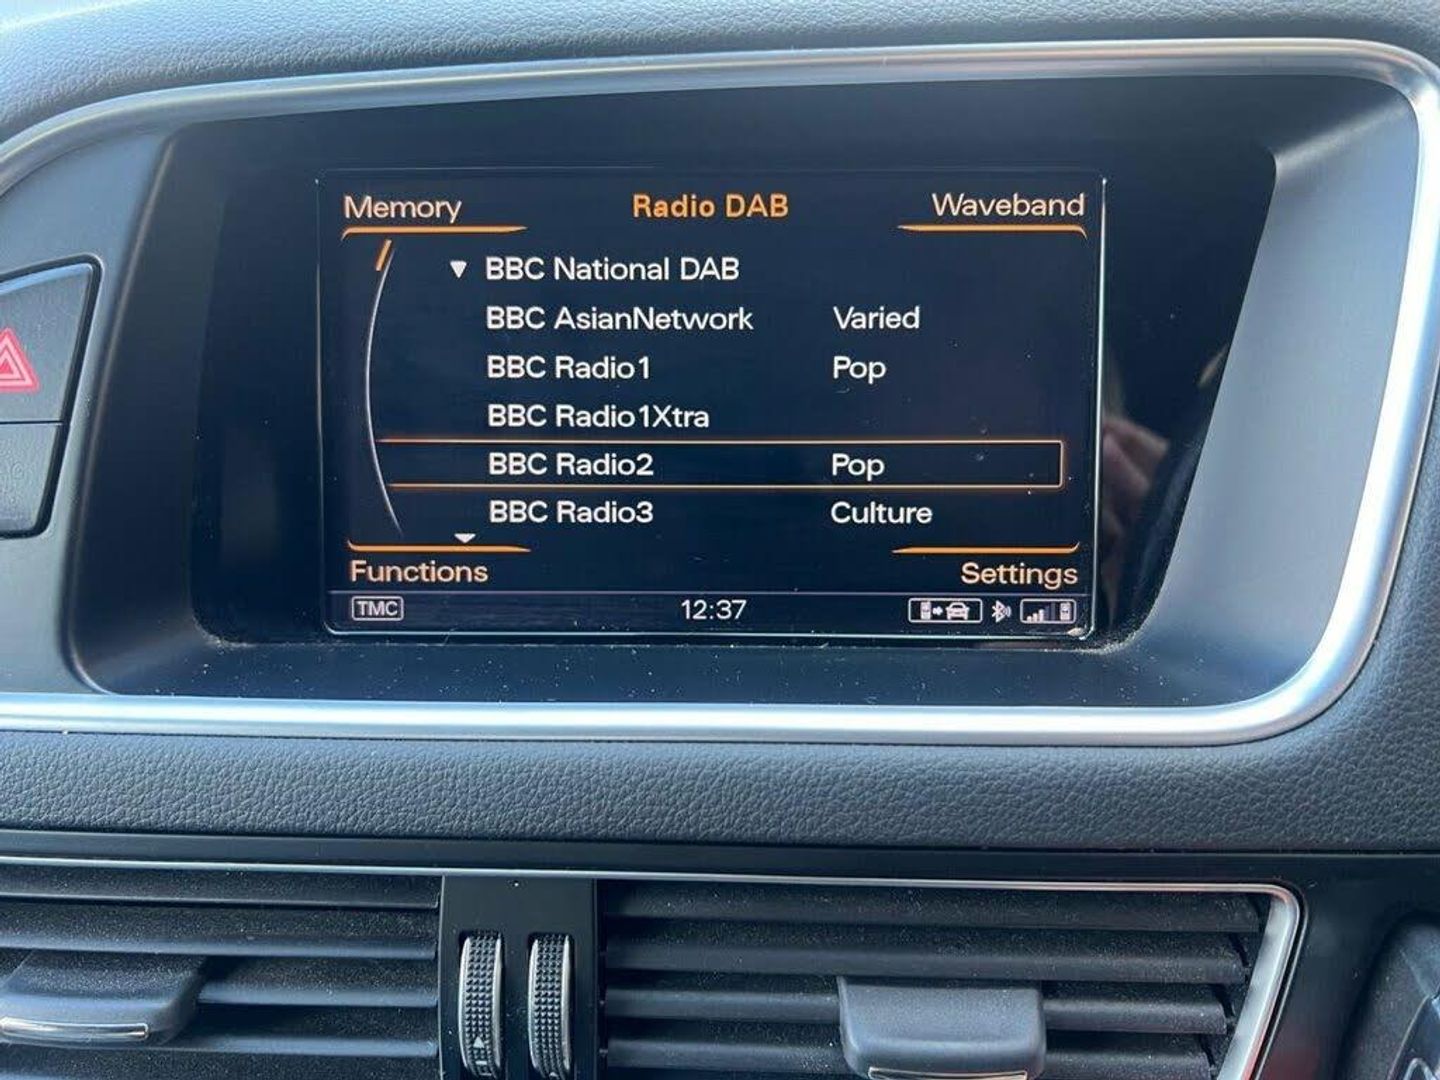 Memory Radio DAB Waveband
BBC National DAB
BBC AsianNetwork Varied
BBC Radio1 Pop
BBC Radio1Xtra
BBC Radio2 Pop
BBC Radio3 Culture
Functions Settings
TMC 12:37